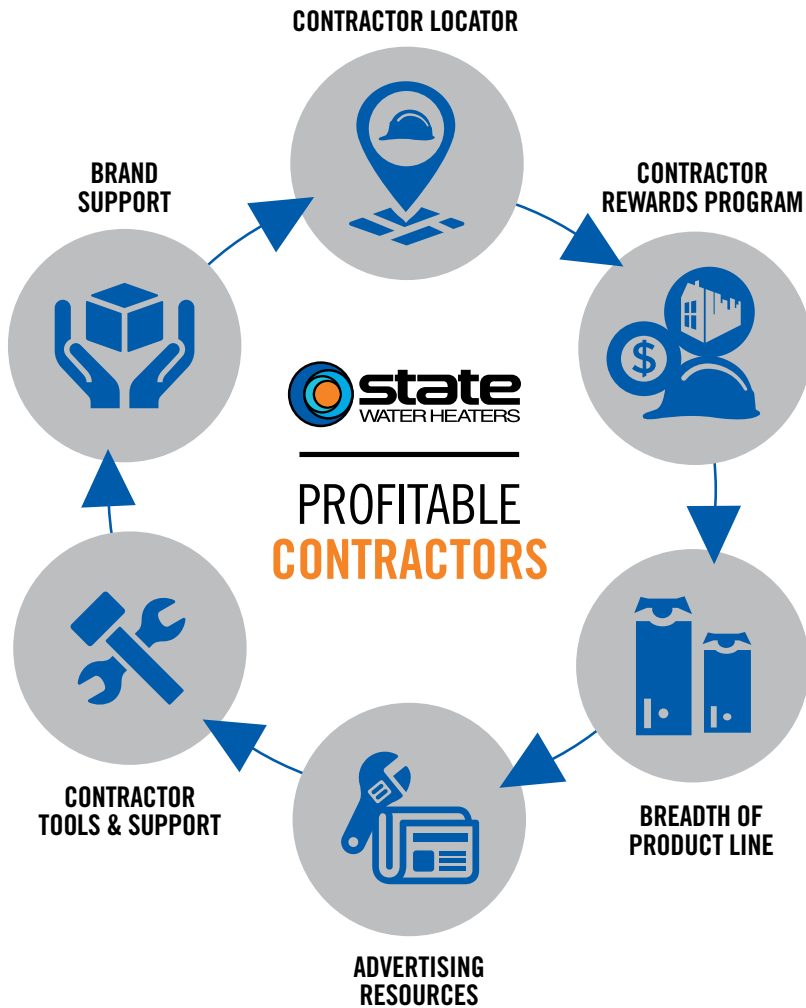 CONTRACTOR LOCATOR
BRAND
SUPPORT
CONTRACTOR
REWARDS PROGRAM
$
state
WATER HEATERS
PROFITABLE
CONTRACTORS
CONTRACTOR
TOOLS & SUPPORT
BREADTH OF
PRODUCT LINE
ADVERTISING
RESOURCES